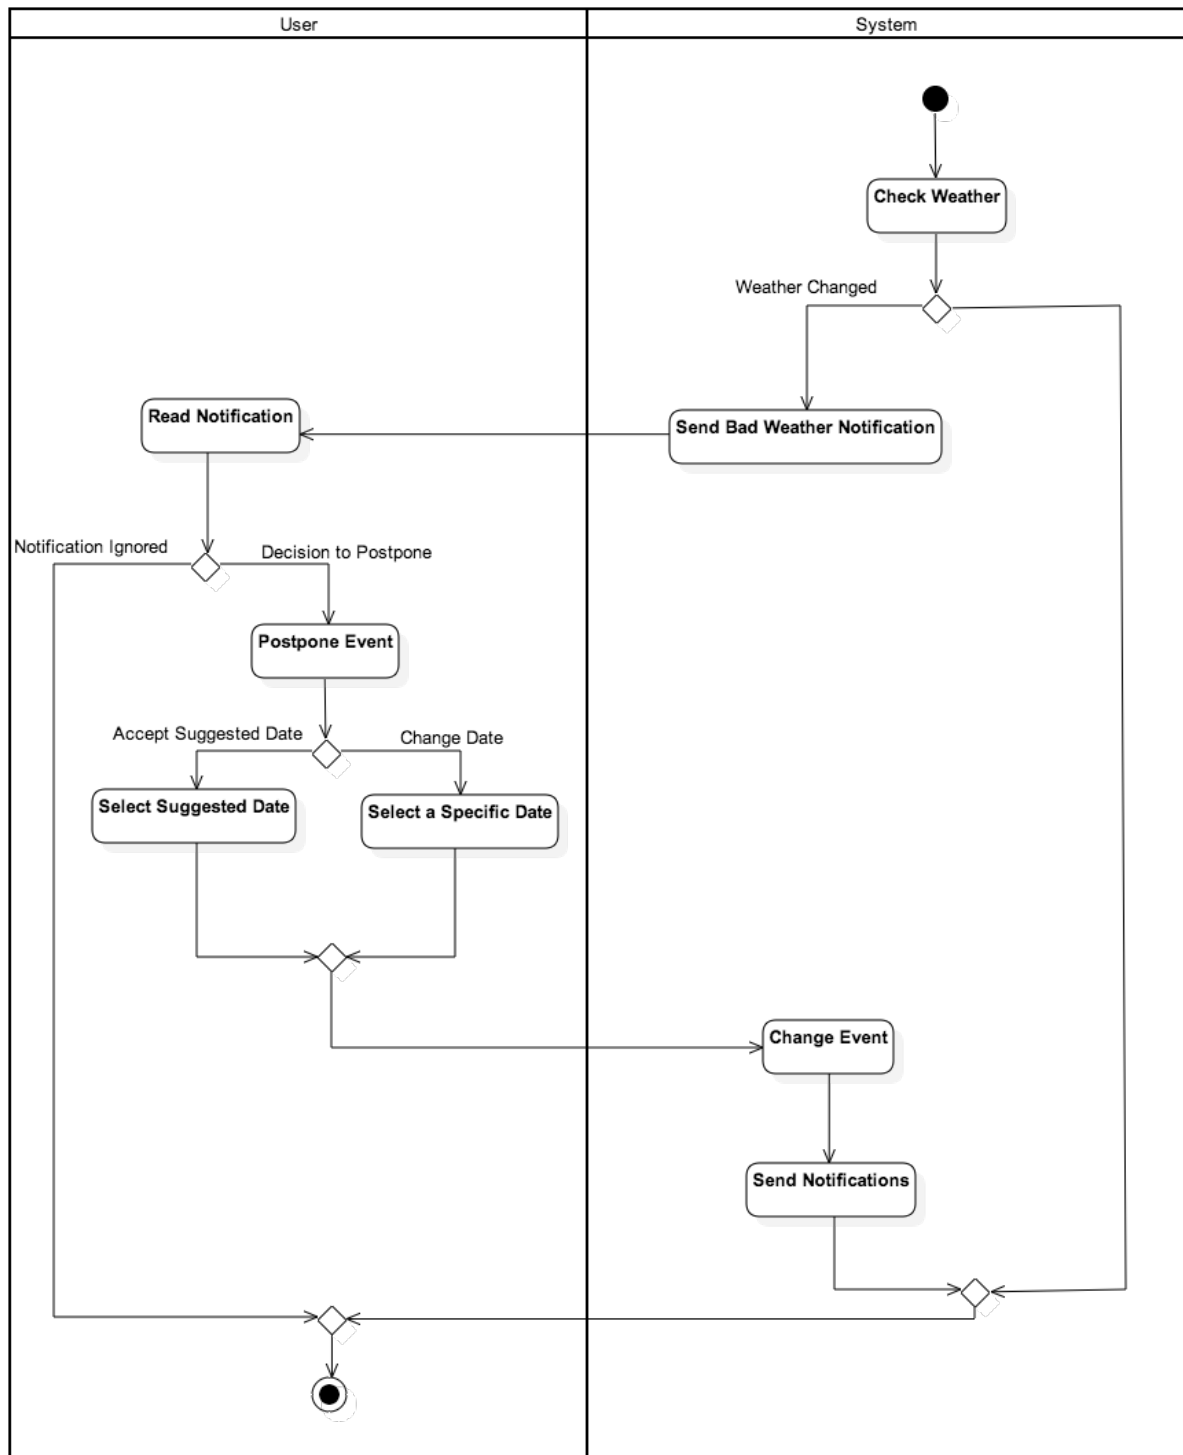 User
System
Check Weather
Weather Changed
Read Notification
Send Bad Weather Notification
Notification Ignored
Decision to Postpone
Postpone Event
Accept Suggested Date
Change Date
Select Suggested Date
Select a Specific Date
Change Event
Send Notifications